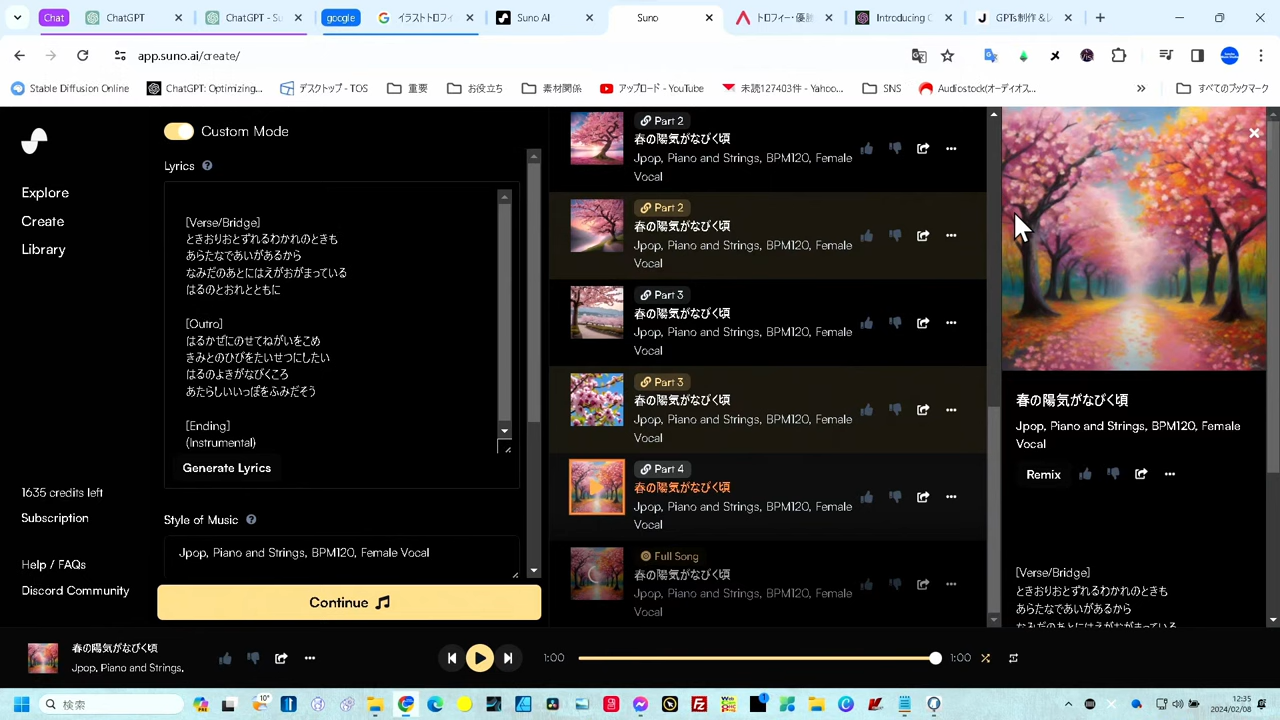 Chat
ChatGPT
ChatGPT - Su
google
イラストロフィ
Suno AI
Suno
トロフィー・優勝
Introducing C
GPTs制作 &レ
app.suno.ai/create/
Stable Diffusion Online
ChatGPT: Optimizing...
デスクトップ - TOS
重要
お役立ち
素材関係
アップロード - YouTube
未読127403件 - Yahoo...
SNS
Audiostock(オーディオス...
»
すべてのブックマーク
Explore
Create
Library
1635 credits left
Subscription
Help / FAQs
Discord Community
Custom Mode
Lyrics
[Verse/Bridge]
ときおりおとずれるわかれのときも
あらたなであいがあるから
なみだのあとにはえがおがまっている
はるのとおれとともに
[Outro]
はるかぜにのせてねがいをこめ
きみとのひびをたいせつにしたい
はるのよきがなびくころ
あたらしいいっぽをふみだそう
[Ending]
(Instrumental)
Generate Lyrics
Style of Music
Jpop, Piano and Strings, BPM120, Female Vocal
Continue
Part 2
春の陽気がなびく頃
Jpop, Piano and Strings, BPM120, Female
Vocal
Part 2
春の陽気がなびく頃
Jpop, Piano and Strings, BPM120, Female
Vocal
Part 3
春の陽気がなびく頃
Jpop, Piano and Strings, BPM120, Female
Vocal
Part 3
春の陽気がなびく頃
Jpop, Piano and Strings, BPM120, Female
Vocal
Part 4
春の陽気がなびく頃
Jpop, Piano and Strings, BPM120, Female
Vocal
Full Song
春の陽気がなびく頃
Jpop, Piano and Strings, BPM120, Female
Vocal
春の陽気がなびく頃
Jpop, Piano and Strings, BPM120, Female
Vocal
Remix
[Verse/Bridge]
ときおりおとずれるわかれのときも
あらたなであいがあるから
なみだのあとにはえがおがまっている
春の陽気がなびく頃
Jpop, Piano and Strings,
1:00
1:00
検索
10°
12:35
2024/02/08